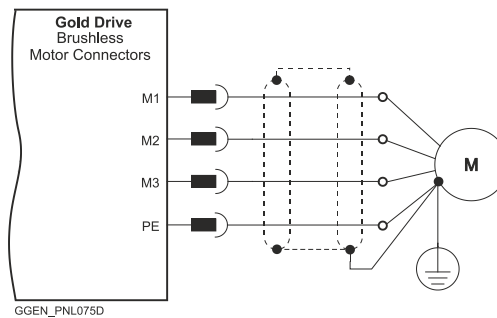 Gold Drive
Brushless
Motor Connectors
M1
M2
M3
PE
M
GGEN_PNL075D